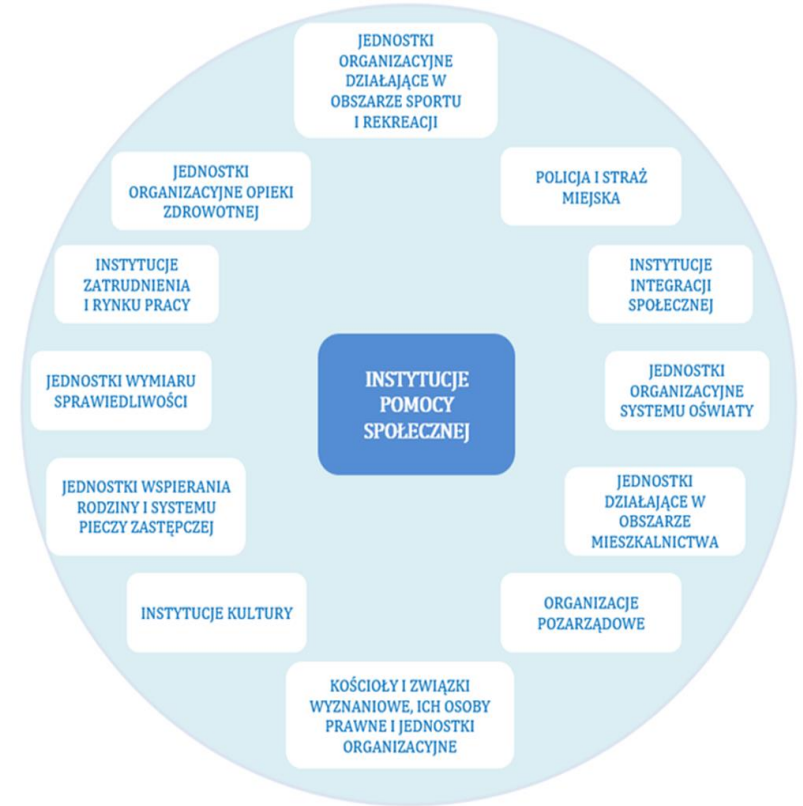 JEDNOSTKI
ORGANIZACYJNE
DZIAŁAJĄCE W
OBSZARZE SPORTU
I REKREACJI
POLICJA I STRAŻ
MIEJSKA
INSTYTUCJE
INTEGRACJI
SPOŁECZNEJ
JEDNOSTKI
ORGANIZACYJNE
SYSTEMU OŚWIATY
JEDNOSTKI
DZIAŁAJĄCE W
OBSZARZE
MIESZKALNICTWA
ORGANIZACJE
POZARZĄDOWE
KOŚCIOŁY I ZWIĄZKI
WYZNANIOWE, ICH OSOBY
PRAWNE I JEDNOSTKI
ORGANIZACYJNE
INSTYTUCJE KULTURY
JEDNOSTKI WSPIERANIA
RODZINY I SYSTEMU
PIECZY ZASTĘPCZEJ
JEDNOSTKI WYMIARU
SPRAWIEDLIWOŚCI
INSTYTUCJE
ZATRUDNIENIA
I RYNKU PRACY
JEDNOSTKI
ORGANIZACYJNE OPIEKI
ZDROWOTNEJ
INSTYTUCJE
POMOCY
SPOŁECZNEJ